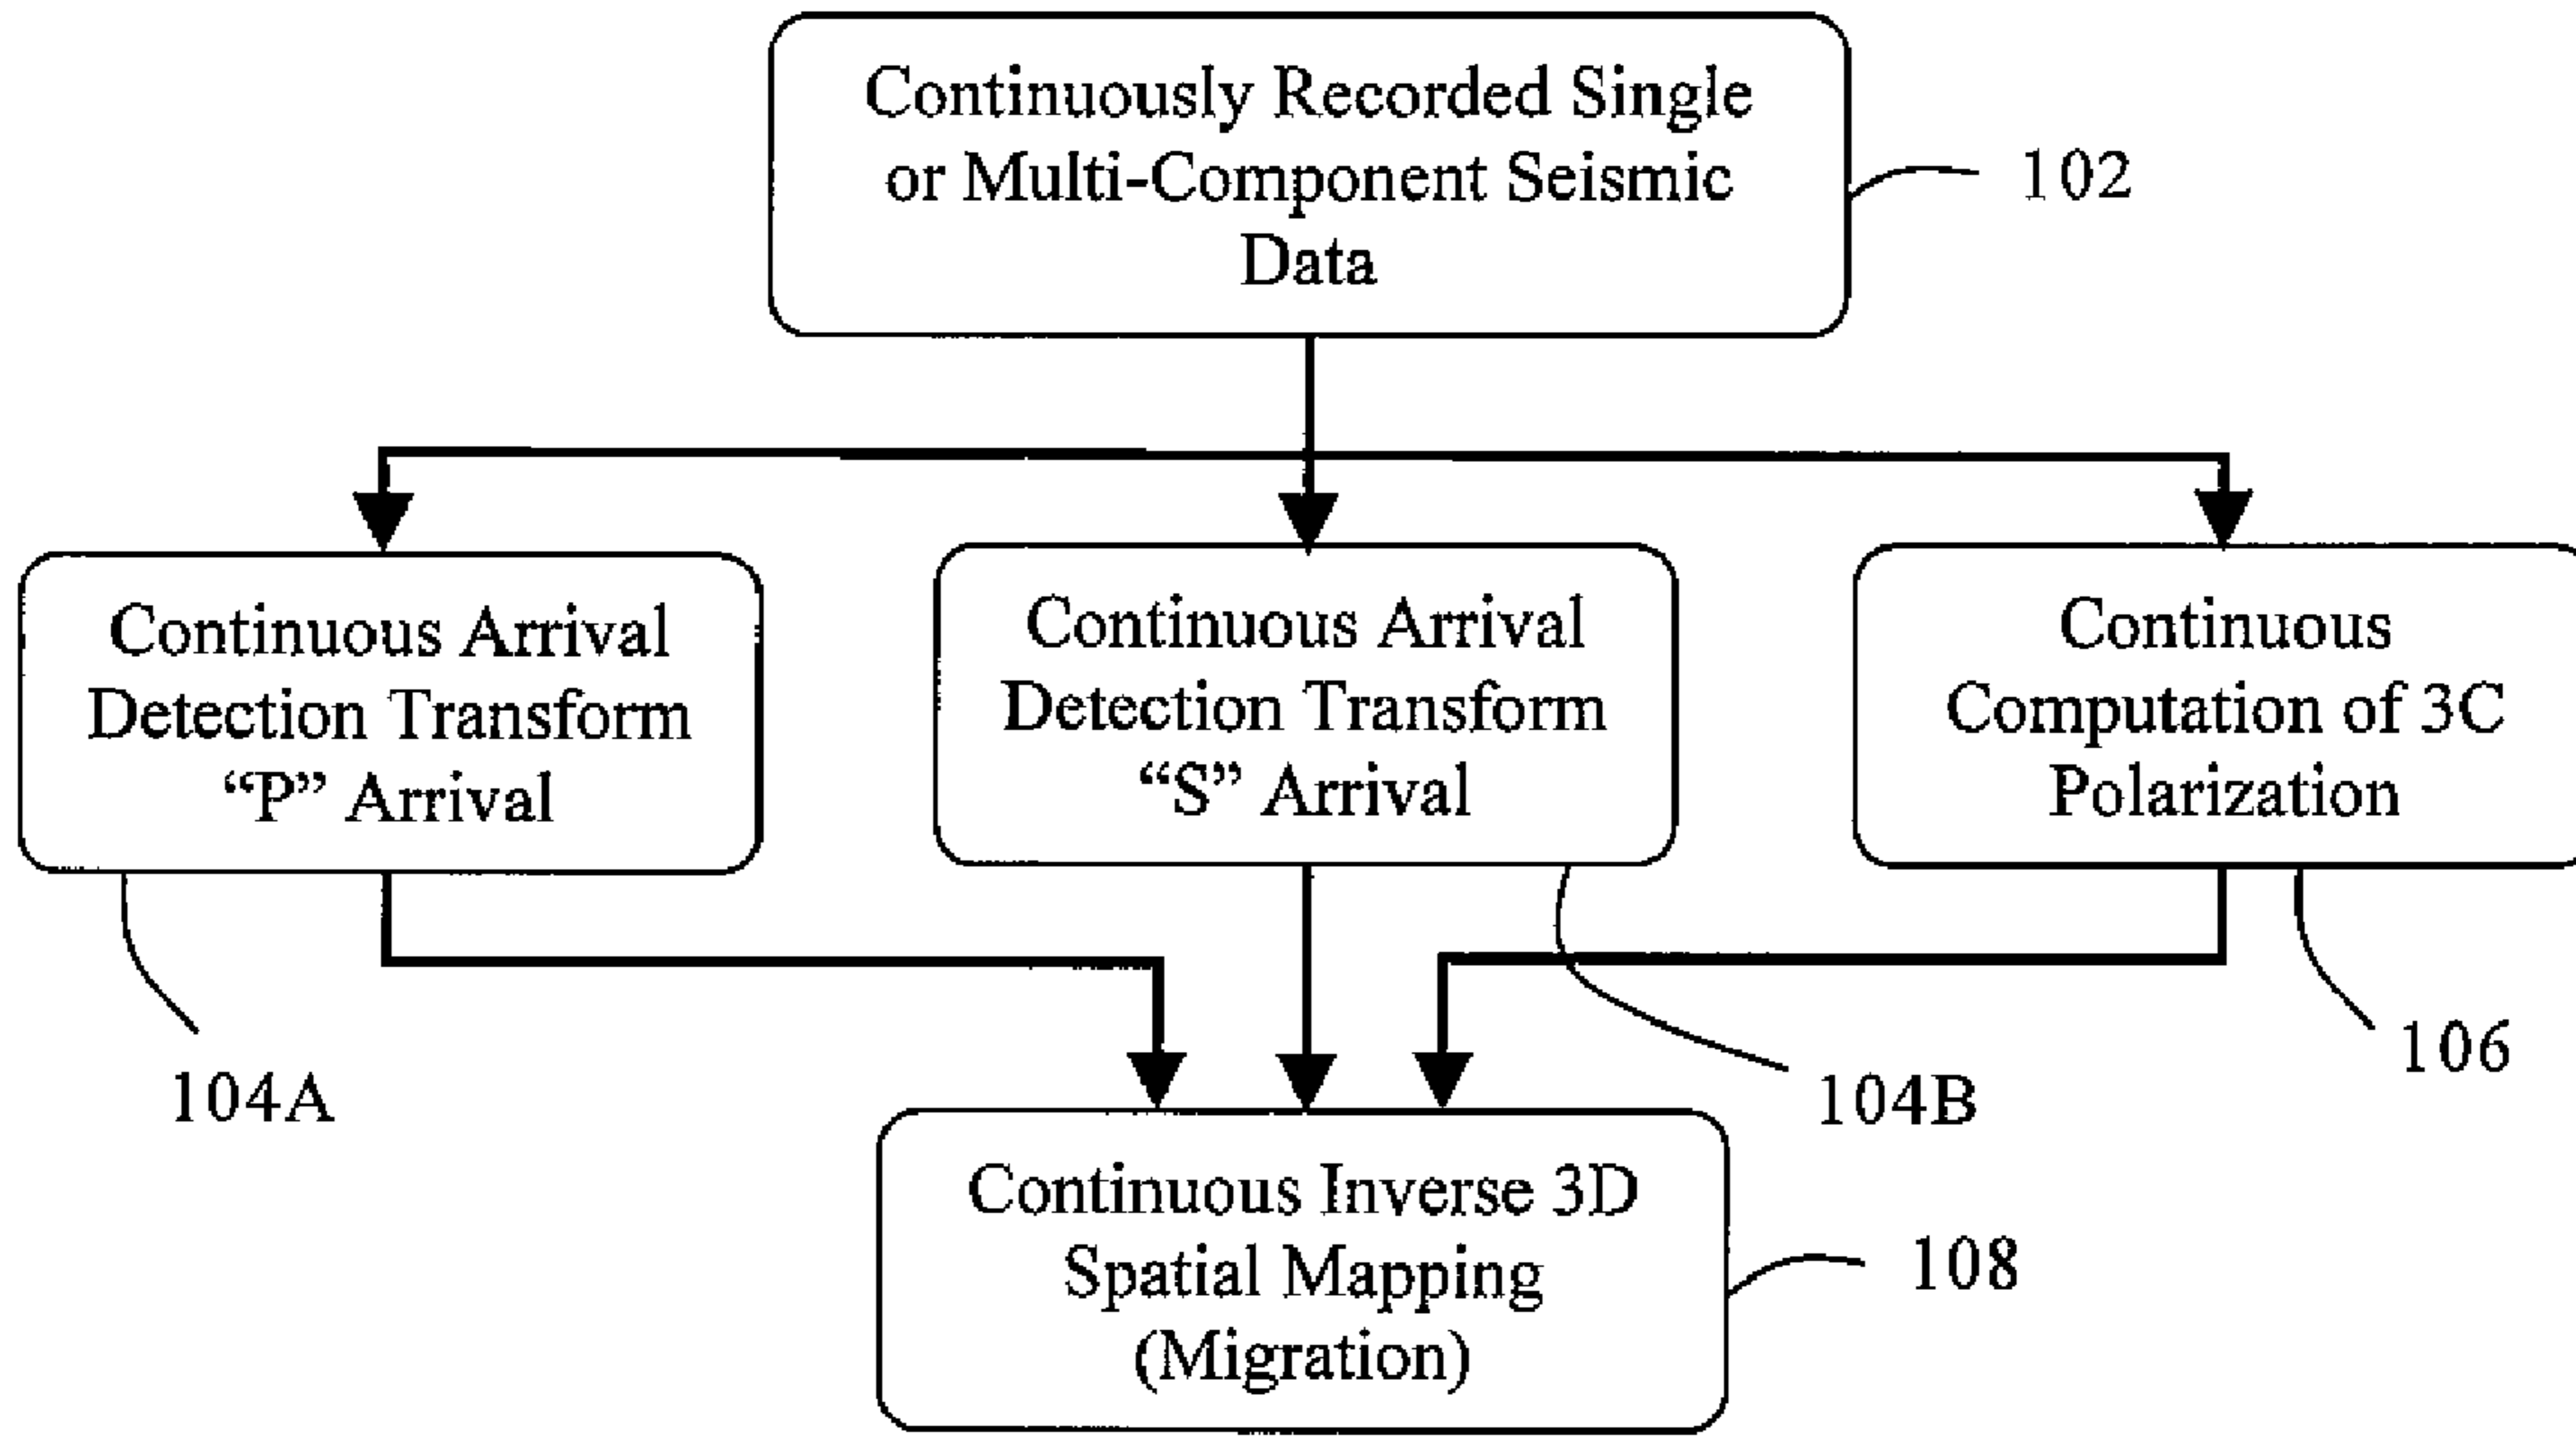 Continuously Recorded Single
or Multi-Component Seismic
Data
102
Continuous Arrival
Detection Transform
“P” Arrival
Continuous Arrival
Detection Transform
“S” Arrival
Continuous
Computation of 3C
Polarization
104A
104B
106
Continuous Inverse 3D
Spatial Mapping
(Migration)
108